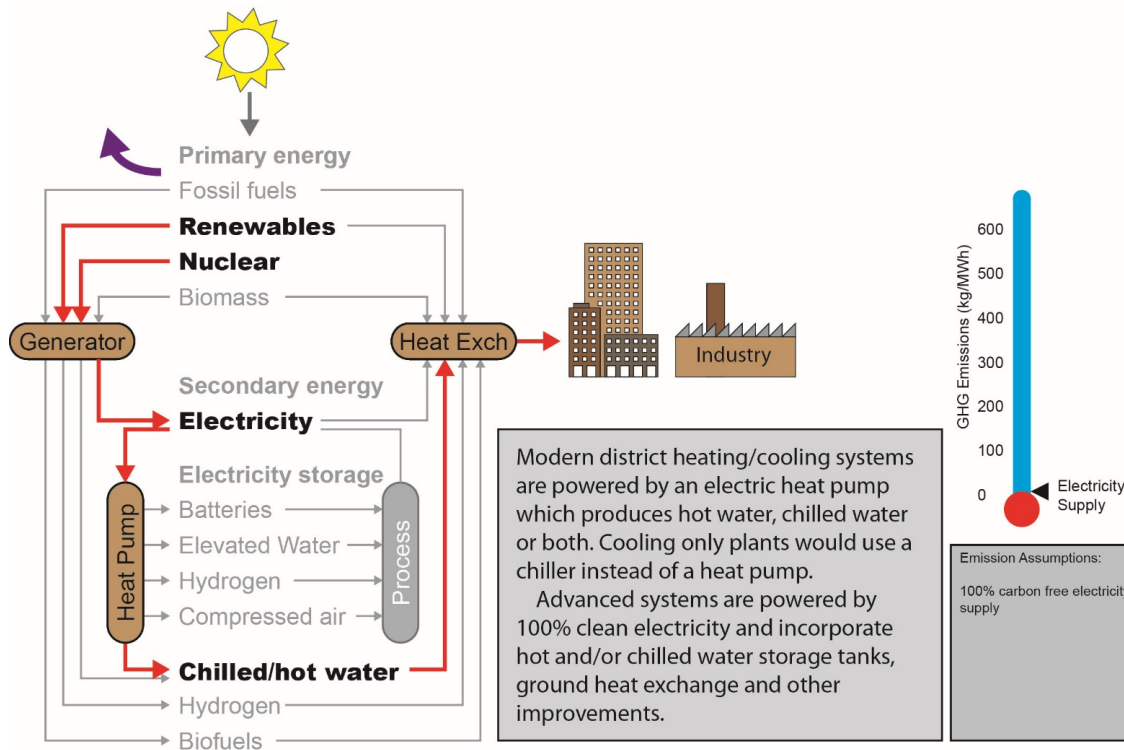 Primary energy
Fossil fuels
Renewables
Nuclear
Biomass
Generator
Heat Exch
Industry
Secondary energy
Electricity
Electricity storage
Batteries
Elevated Water
Hydrogen
Compressed air
Heat Pump
Process
Chilled/hot water
Hydrogen
Biofuels
Modern district heating/cooling systems
are powered by an electric heat pump
which produces hot water, chilled water
or both. Cooling only plants would use a
chiller instead of a heat pump.
Advanced systems are powered by
100% clean electricity and incorporate
hot and/or chilled water storage tanks,
ground heat exchange and other
improvements.
GHG Emissions (kg/MWh)
600
500
400
300
200
100
0
Electricity
Supply
Emission Assumptions:
100% carbon free electricity
supply